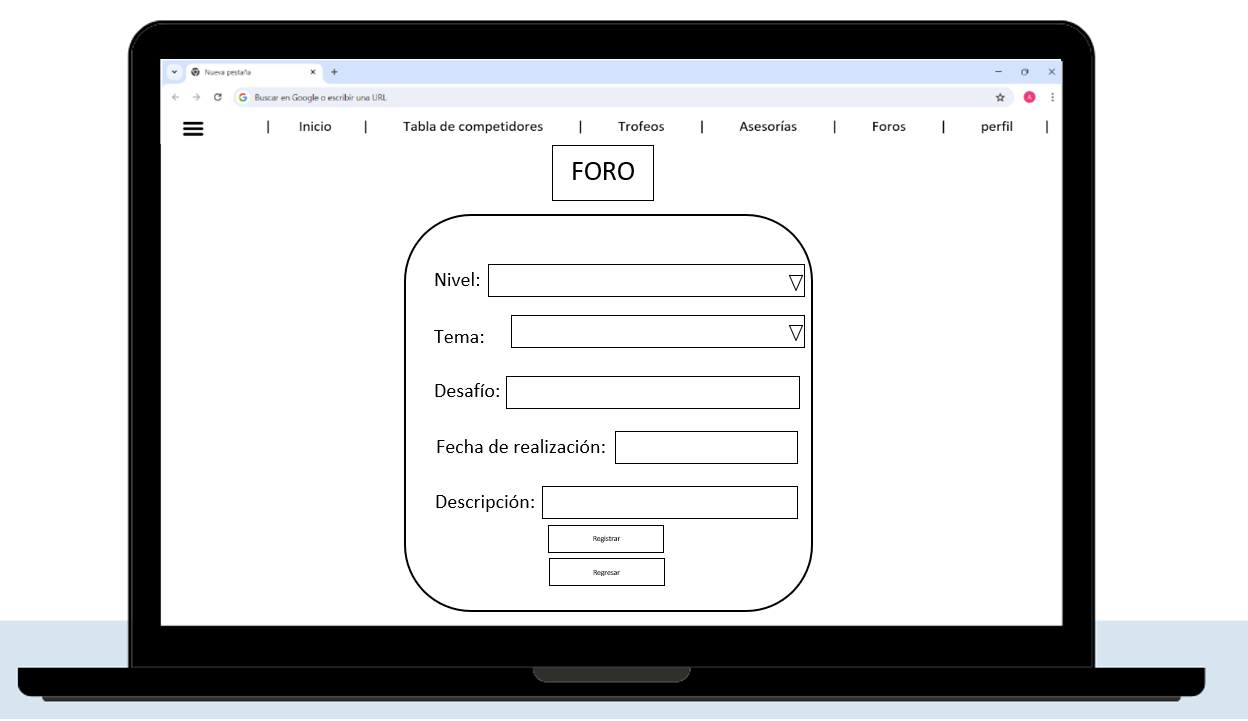 Nueva pestaña
Buscar en Google o escribir una URL
A
| Inicio | Tabla de competidores | Trofeos | Asesorías | Foros | perfil |
FORO
Nivel:
Tema:
Desafío:
Fecha de realización:
Descripción:
Registrar
Regresar